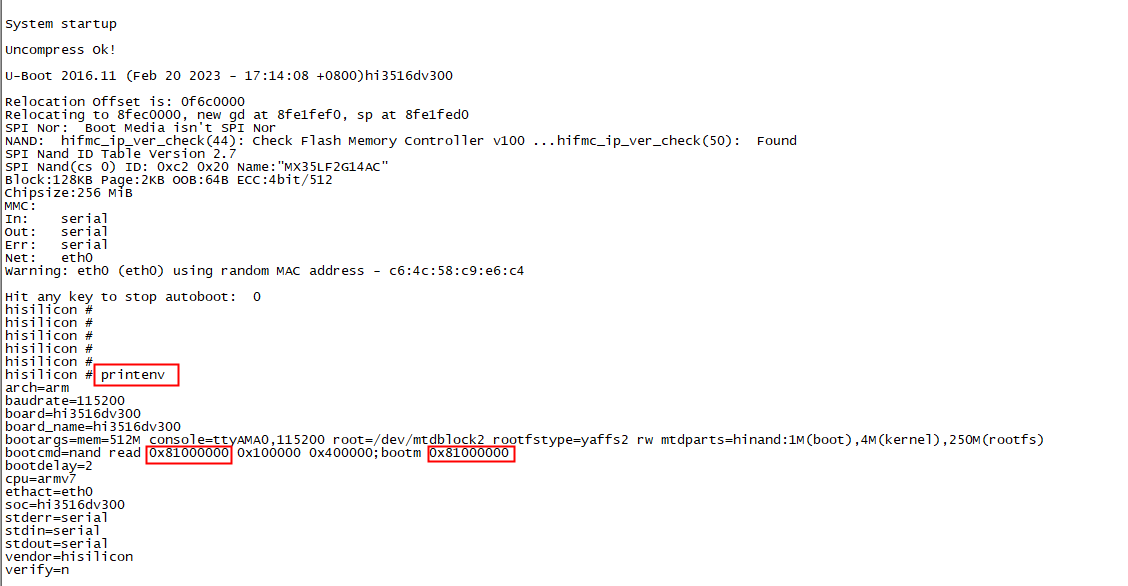 System startup
Uncompress Ok!
U-Boot 2016.11 (Feb 20 2023 - 17:14:08 +0800)hi3516dv300
Relocation Offset is: 0f6c0000
Relocating to 8fec0000, new gd at 8fe1fef0, sp at 8fe1fed0
SPI Nor:  Boot Media isn't SPI Nor
NAND:  hifmc_ip_ver_check(44): Check Flash Memory Controller v100 ...hifmc_ip_ver_check(50):  Found
SPI Nand ID Table Version 2.7
SPI Nand(cs 0) ID: 0xc2 0x20 Name:"MX35LF2G14AC"
Block:128KB Page:2KB OOB:64B ECC:4bit/512
Chipsize:256 MiB
MMC:
In:    serial
Out:   serial
Err:   serial
Net:   eth0
Warning: eth0 (eth0) using random MAC address - c6:4c:58:c9:e6:c4
Hit any key to stop autoboot:  0
hisilicon #
hisilicon #
hisilicon #
hisilicon #
hisilicon #
hisilicon # printenv
arch=arm
baudrate=115200
board=hi3516dv300
board_name=hi3516dv300
bootargs=mem=512M console=ttyAMA0,115200 root=/dev/mtdblock2 rootfstype=yaffs2 rw mtdparts=hinand:1M(boot),4M(kernel),250M(rootfs)
bootcmd=nand read 0x81000000 0x100000 0x400000;bootm 0x81000000
bootdelay=2
cpu=armv7
ethact=eth0
soc=hi3516dv300
stderr=serial
stdin=serial
stdout=serial
vendor=hisilicon
verify=n